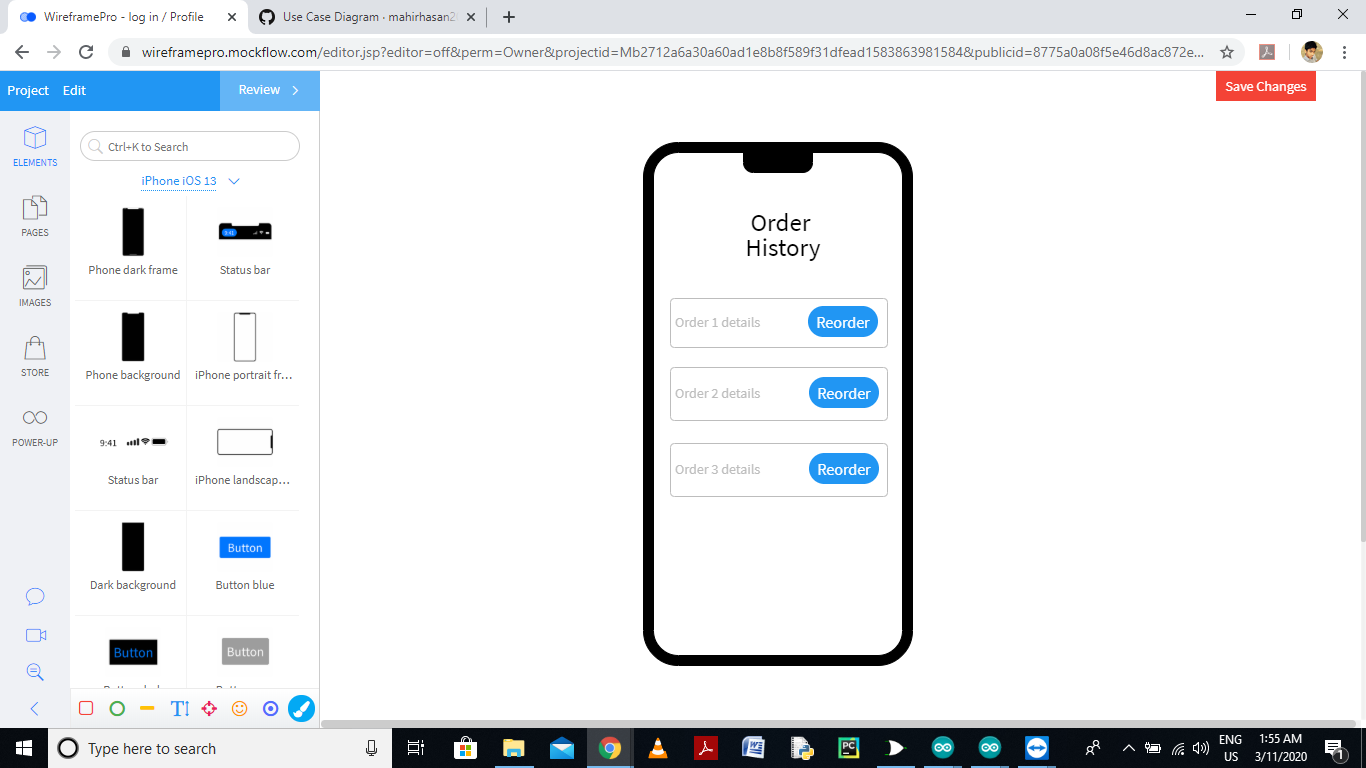 WireframePro - log in / Profile
Use Case Diagram · mahirhasan2
wireframepro.mockflow.com/editor.jsp?editor=off&perm=Owner&projectid=Mb2712a6a30a60ad1e8b8f589f31dfead1583863981584&publicid=8775a0a08f5e46d8ac872e...
Project Edit Review
Save Changes
Ctrl+K to Search
iPhone iOS 13
ELEMENTS
PAGES
IMAGES
STORE
POWER-UP
9:41
Phone dark frame
Status bar
Phone background
iPhone portrait fr...
9:41
Status bar
iPhone landscap...
Button
Dark background
Button blue
Button
Button
Order
History
Order 1 details
Reorder
Order 2 details
Reorder
Order 3 details
Reorder
T
Type here to search
W
PC
ENG
US
1:55 AM
3/11/2020
1